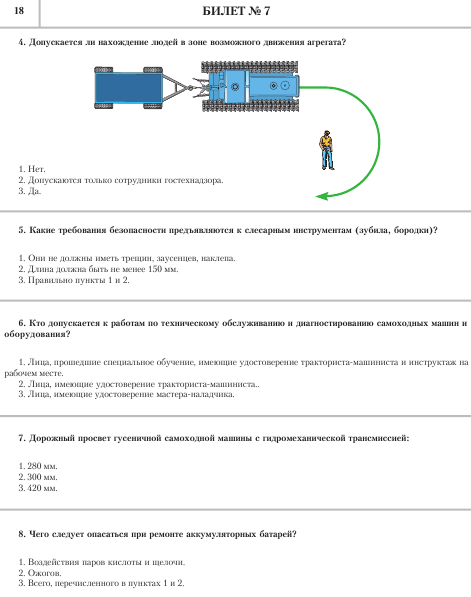 18
БИЛЕТ № 7
4. Допускается ли нахождение людей в зоне возможного движения агрегата?
1. Нет.
2. Допускаются только сотрудники гостехнадзора.
3. Да.
5. Какие требования безопасности предъявляются к слесарным инструментам (зубила, бородки)?
1. Они не должны иметь трещин, заусенцев, наклепа.
2. Длина должна быть не менее 150 мм.
3. Правильно пункты 1 и 2.
6. Кто допускается к работам по техническому обслуживанию и диагностированию самоходных машин и
оборудования?
1. Лица, прошедшие специальное обучение, имеющие удостоверение тракториста-машиниста и инструктаж на
рабочем месте.
2. Лица, имеющие удостоверение тракториста-машиниста..
3. Лица, имеющие удостоверение мастера-наладчика.
7. Дорожный просвет гусеничной самоходной машины с гидромеханической трансмиссией:
1. 280 мм.
2. 300 мм.
3. 420 мм.
8. Чего следует опасаться при ремонте аккумуляторных батарей?
1. Воздействия паров кислоты и щелочи.
2. Ожогов.
3. Всего, перечисленного в пунктах 1 и 2.